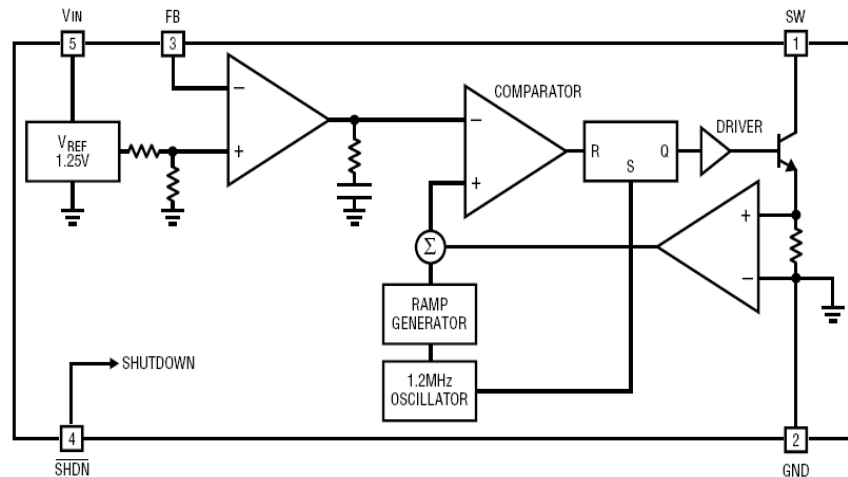 VIN
FB
SW
5
3
1
COMPARATOR
−
+
VREF
1.25V
−
+
R
Q
S
DRIVER
Σ
+
−
RAMP
GENERATOR
SHUTDOWN
1.2MHz
OSCILLATOR
4
2
SHDN
GND